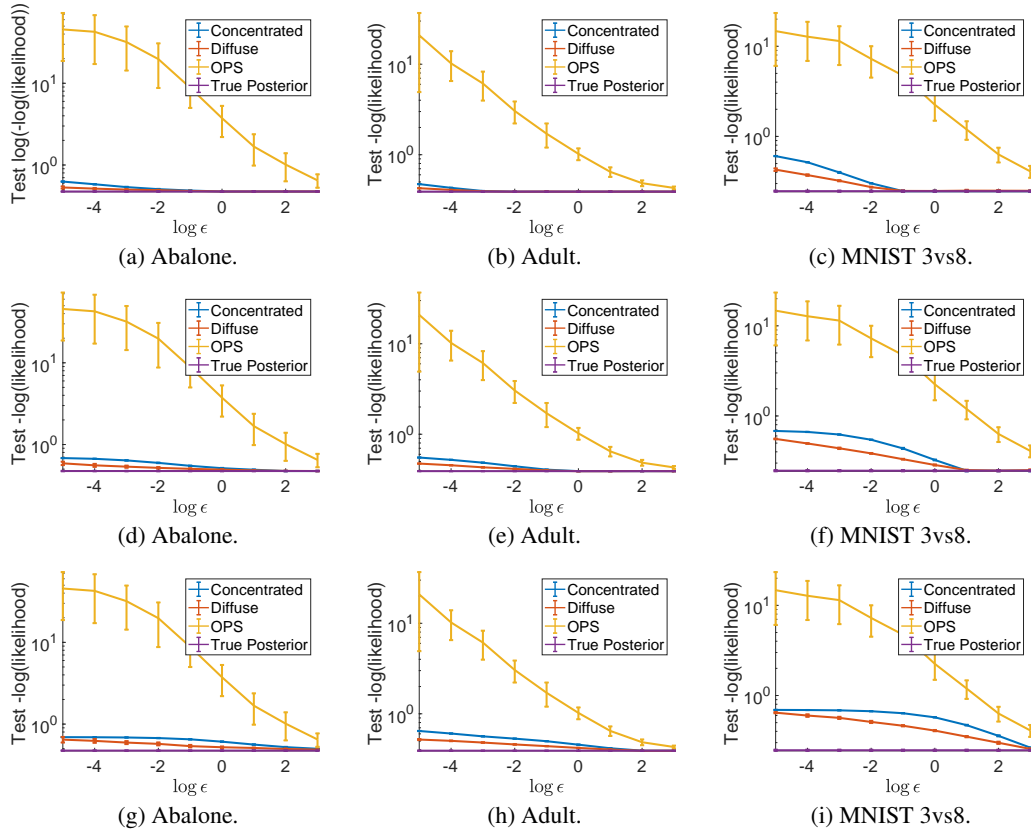 Test log(-log(likelihood))
10^1
10^0
-4 -2 0 2
log ϵ
Concentrated
Diffuse
OPS
True Posterior
(a) Abalone.
Test -log(likelihood)
10^1
10^0
-4 -2 0 2
log ϵ
Concentrated
Diffuse
OPS
True Posterior
(b) Adult.
Test -log(likelihood)
10^1
10^0
-4 -2 0 2
log ϵ
Concentrated
Diffuse
OPS
True Posterior
(c) MNIST 3vs8.
Test -log(likelihood)
10^1
10^0
-4 -2 0 2
log ϵ
Concentrated
Diffuse
OPS
True Posterior
(d) Abalone.
Test -log(likelihood)
10^1
10^0
-4 -2 0 2
log ϵ
Concentrated
Diffuse
OPS
True Posterior
(e) Adult.
Test -log(likelihood)
10^1
10^0
-4 -2 0 2
log ϵ
Concentrated
Diffuse
OPS
True Posterior
(f) MNIST 3vs8.
Test -log(likelihood)
10^1
10^0
-4 -2 0 2
log ϵ
Concentrated
Diffuse
OPS
True Posterior
(g) Abalone.
Test -log(likelihood)
10^1
10^0
-4 -2 0 2
log ϵ
Concentrated
Diffuse
OPS
True Posterior
(h) Adult.
Test -log(likelihood)
10^1
10^0
-4 -2 0 2
log ϵ
Concentrated
Diffuse
OPS
True Posterior
(i) MNIST 3vs8.